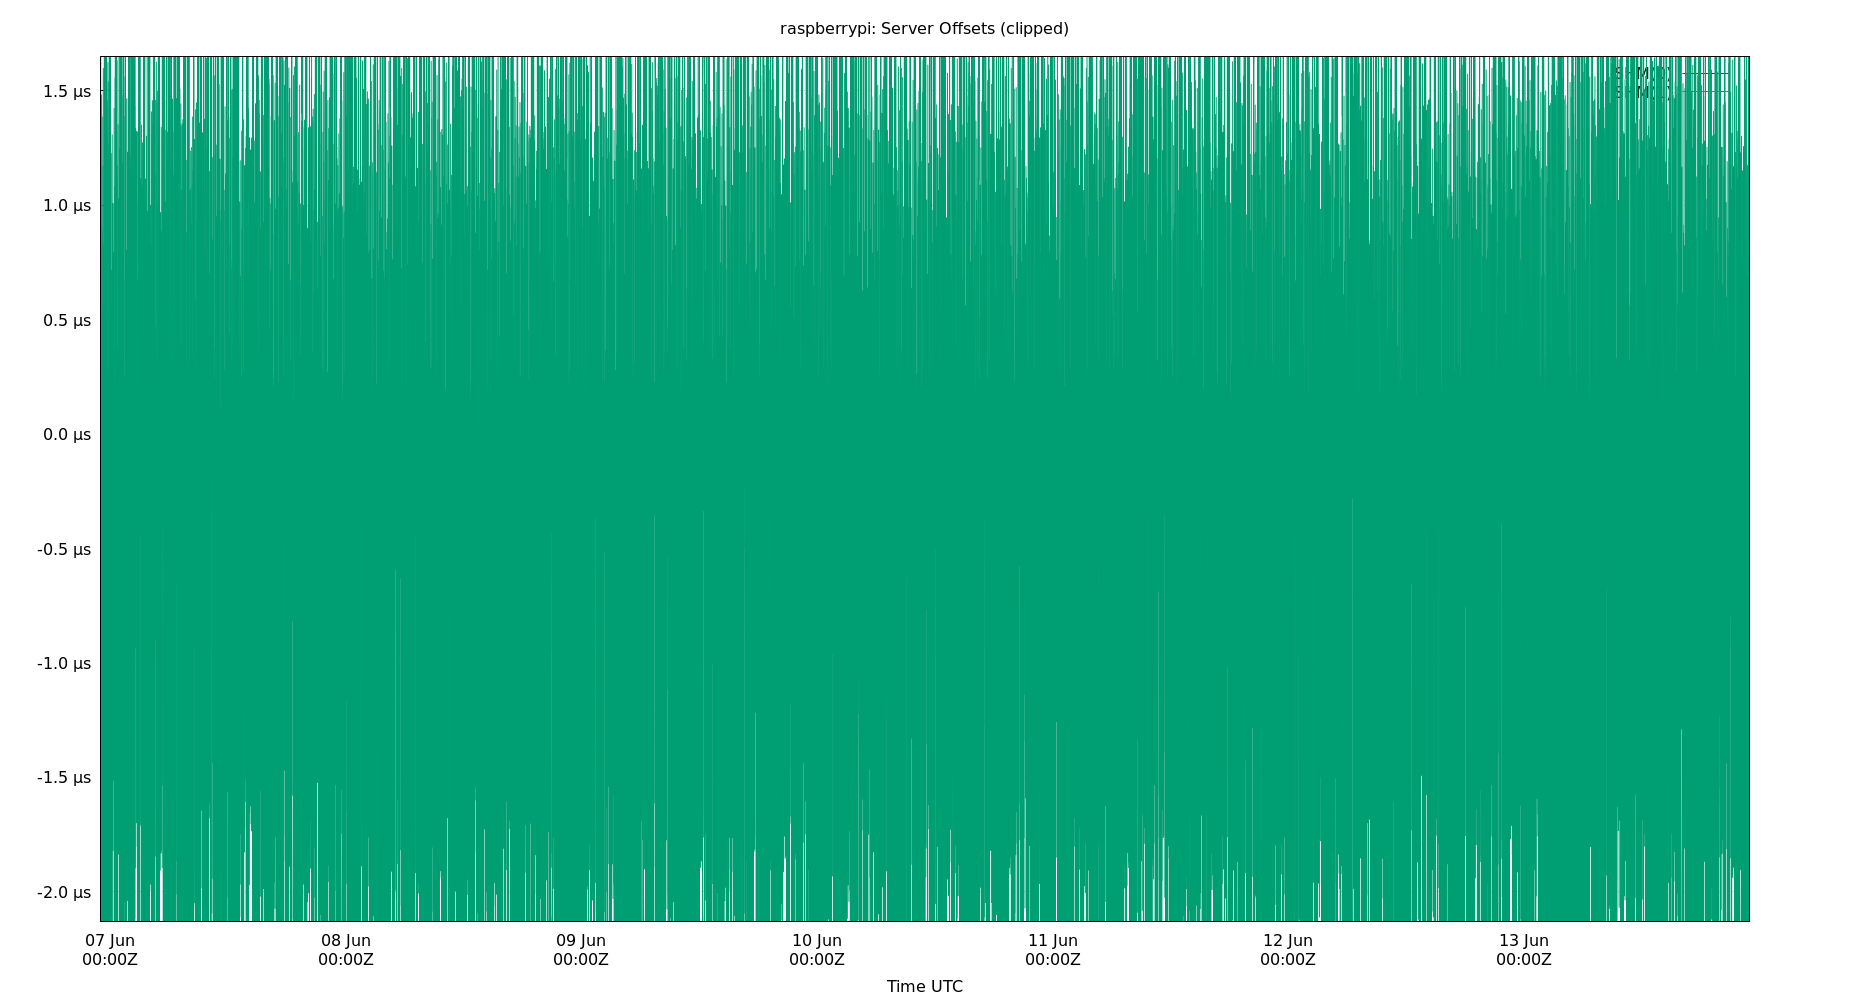 raspberrypi: Server Offsets (clipped)
1.5 µs
1.0 µs
0.5 µs
0.0 µs
-0.5 µs
-1.0 µs
-1.5 µs
-2.0 µs
07 Jun 08 Jun 09 Jun 10 Jun 11 Jun 12 Jun 13 Jun
00:00Z 00:00Z 00:00Z 00:00Z 00:00Z 00:00Z 00:00Z
Time UTC